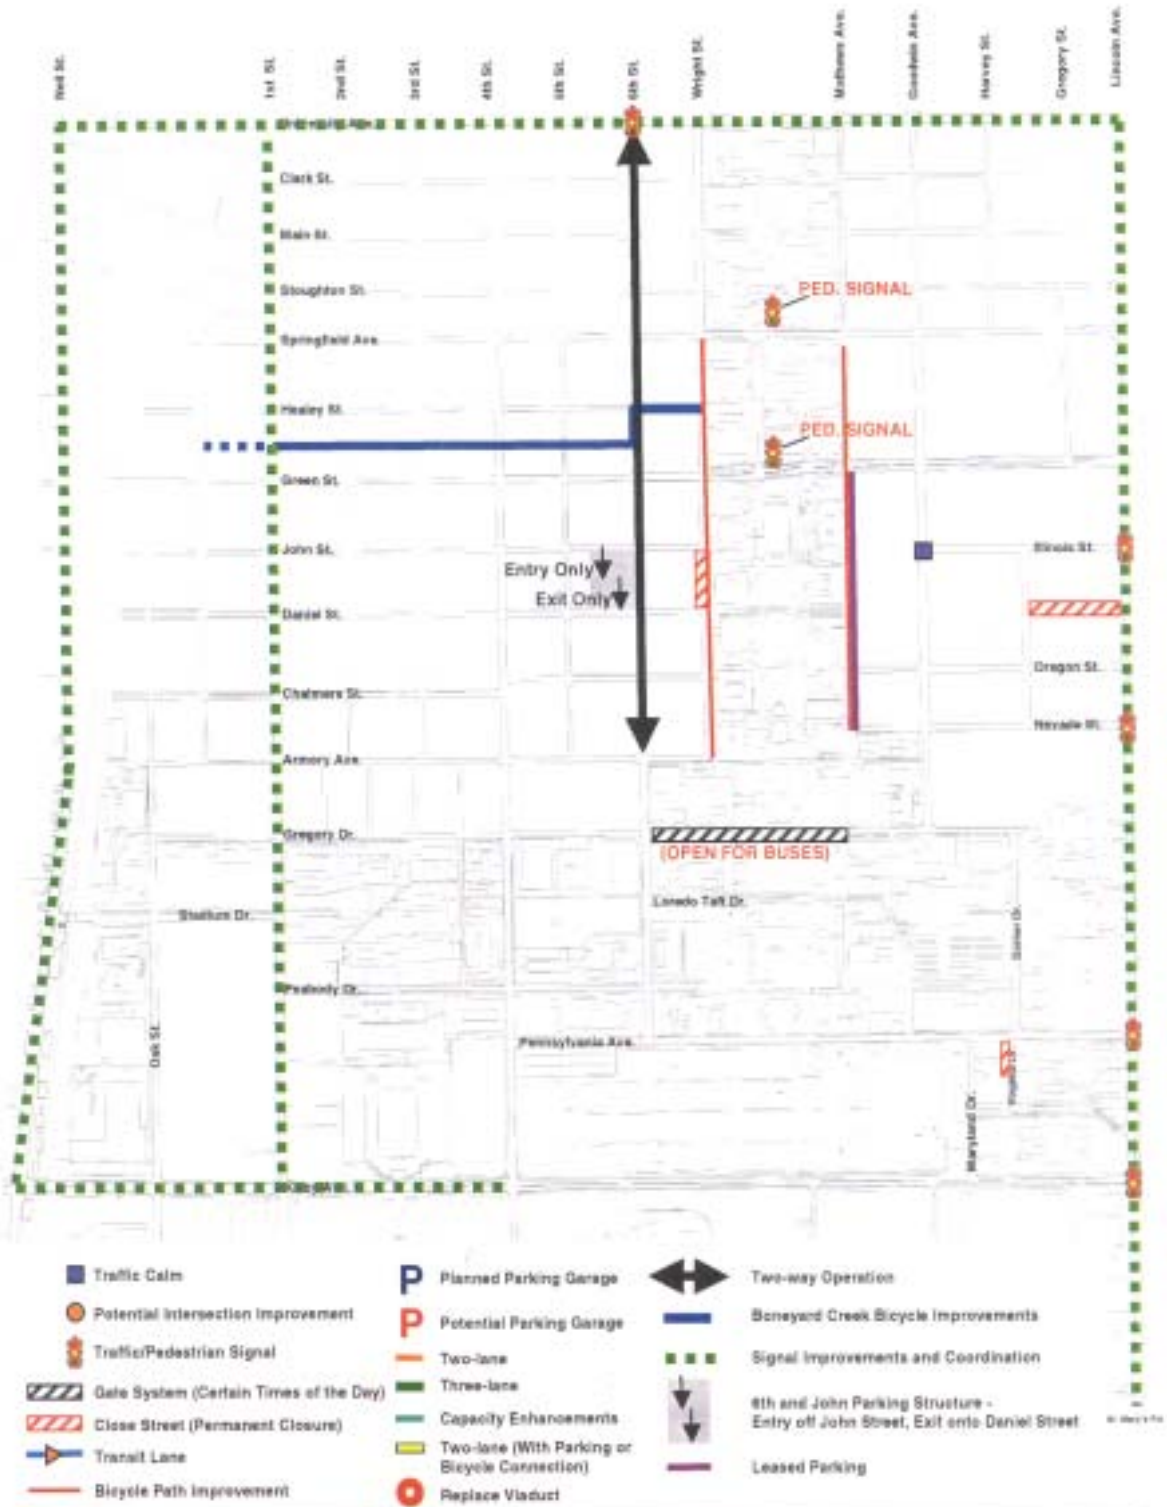 Neil St.
1st St.
2nd St.
3rd St.
4th St.
5th St.
6th St.
Wright St.
Mathews Ave.
Goodwin Ave.
Harvey St.
Gregory St.
Lincoln Ave.
University Ave.
Clark St.
Main St.
Stoughton St.
PED. SIGNAL
Springfield Ave.
Healey St.
PED. SIGNAL
Green St.
John St.
Illinois St.
Entry Only
Exit Only
Daniel St.
Oregon St.
Chalmers St.
Nevada St.
Armory Ave.
Gregory Dr.
(OPEN FOR BUSES)
Loredo Taft Dr.
Stadium Dr.
Peabody Dr.
Oak St.
Pennsylvania Ave.
Maryland Dr.
Traffic Calm
Potential Intersection Improvement
Traffic/Pedestrian Signal
Gate System (Certain Times of the Day)
Close Street (Permanent Closure)
Transit Lane
Bicycle Path Improvement
P Planned Parking Garage
P Potential Parking Garage
Two-lane
Three-lane
Capacity Enhancements
Two-lane (With Parking or
Bicycle Connection)
Replace Viaduct
Two-way Operation
Boneyard Creek Bicycle Improvements
Signal Improvements and Coordination
6th and John Parking Structure -
Entry off John Street, Exit onto Daniel Street
Leased Parking